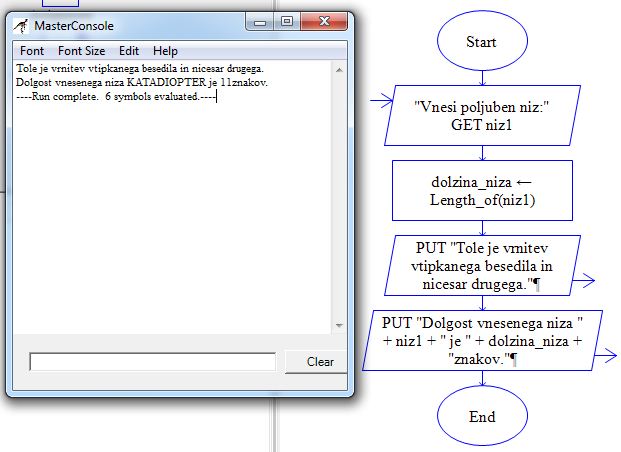 MasterConsole
Font Font Size Edit Help
Tole je vrnitev vtipkanega besedila in nicesar drugega.
Dolgost vnesenega niza KATADIOPTER je 11znakov.
----Run complete.  6 symbols evaluated.----
Clear
Start
"Vnesi poljuben niz:"
GET niz1
dolzina_niza ←
Length_of(niz1)
PUT "Tole je vrnitev
vtipkanega besedila in
nicesar drugega."¶
PUT "Dolgost vnesenega niza "
+ niz1 + " je " + dolzina_niza +
"znakov."¶
End